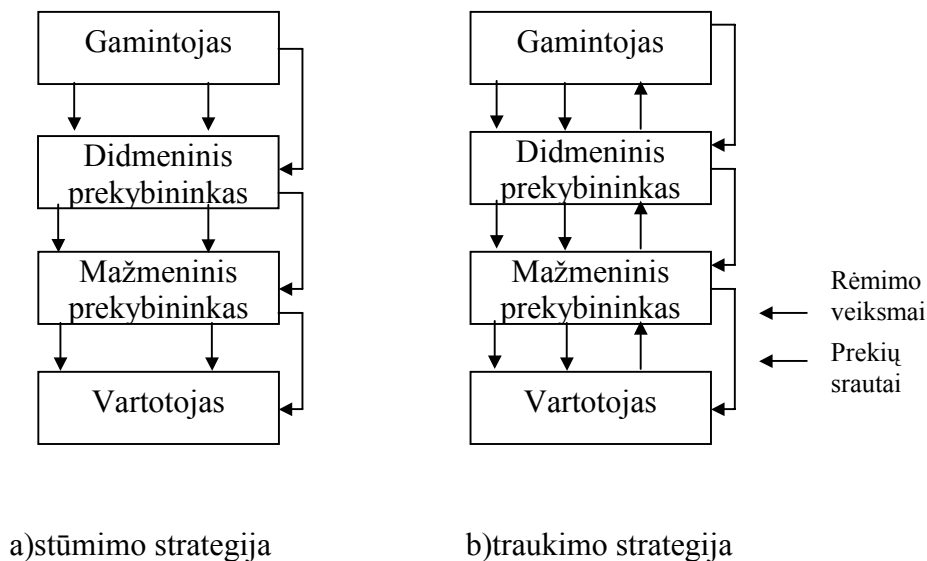 Gamintojas
Didmeninis
prekybininkas
Mažmeninis
prekybininkas
Vartotojas
Gamintojas
Didmeninis
prekybininkas
Mažmeninis
prekybininkas
Vartotojas
Rėmimo
veiksmai
Prekių
srautai
a)stūmimo strategija
b)traukimo strategija